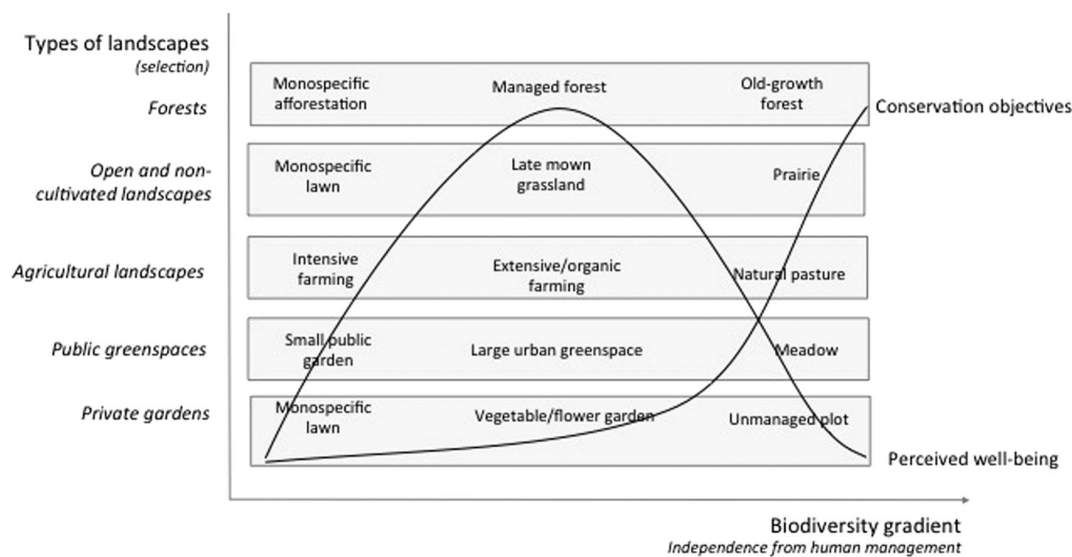 Types of landscapes
(selection)
Forests
Monospecific
afforestation
Managed forest
Old-growth
forest
Conservation objectives
Open and non-
cultivated landscapes
Monospecific
lawn
Late mown
grassland
Prairie
Agricultural landscapes
Intensive
farming
Extensive/organic
farming
Natural pasture
Public greenspaces
Small public
garden
Large urban greenspace
Meadow
Private gardens
Monospecific
lawn
Vegetable/flower garden
Unmanaged plot
Perceived well-being
Biodiversity gradient
Independence from human management